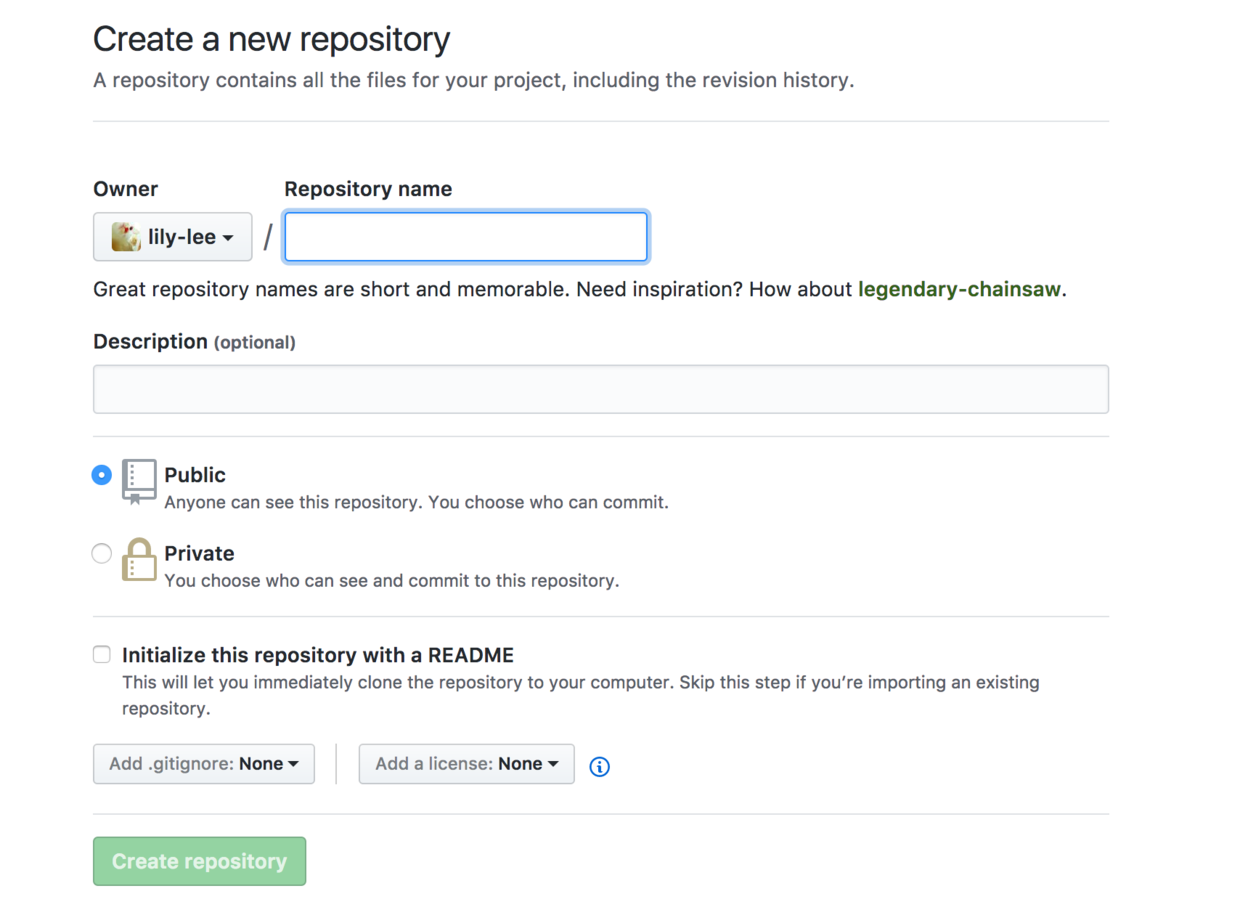 Create a new repository
A repository contains all the files for your project, including the revision history.
Owner
Repository name
lily-lee
/
Great repository names are short and memorable. Need inspiration? How about legendary-chainsaw.
Description (optional)
Public
Anyone can see this repository. You choose who can commit.
Private
You choose who can see and commit to this repository.
Initialize this repository with a README
This will let you immediately clone the repository to your computer. Skip this step if you’re importing an existing
repository.
Add .gitignore: None
Add a license: None
Create repository